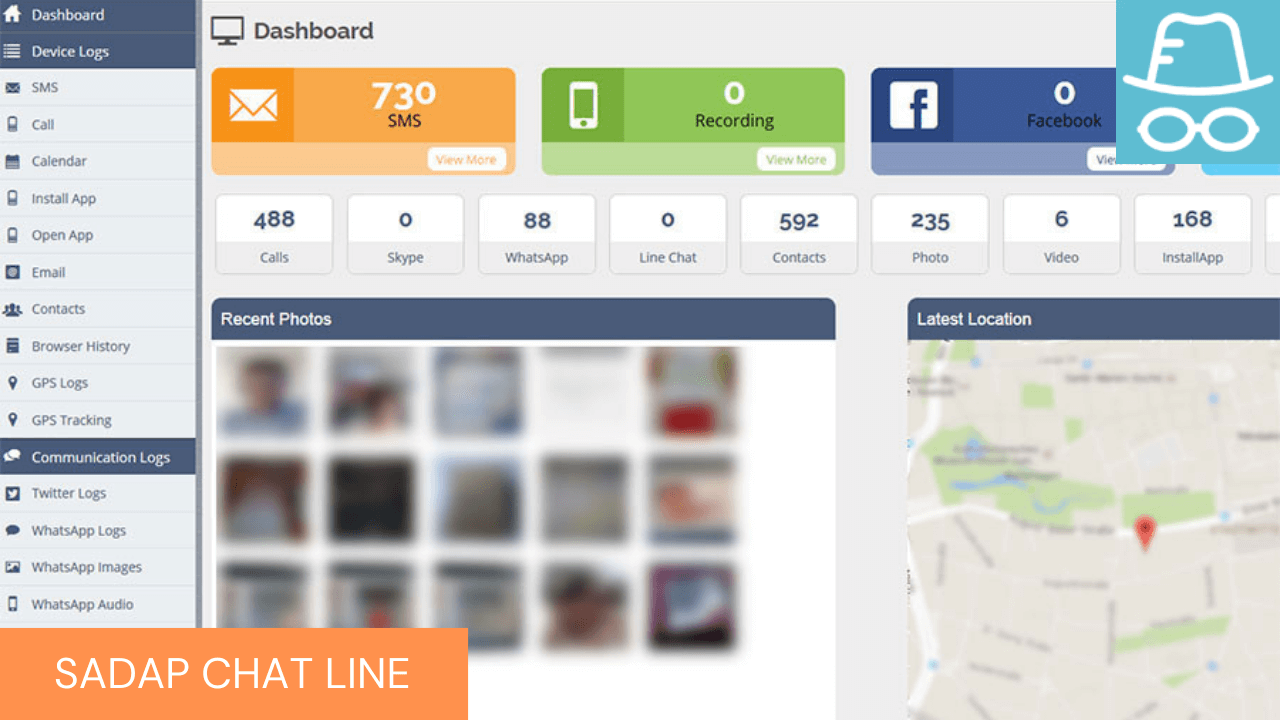 Dashboard
Device Logs
SMS
Call
Calendar
Install App
Open App
Email
Contacts
Browser History
GPS Logs
GPS Tracking
Communication Logs
Twitter Logs
WhatsApp Logs
WhatsApp Images
WhatsApp Audio
Dashboard
730
SMS
View More
0
Recording
View More
0
Facebook
488
Calls
0
Skype
88
WhatsApp
0
Line Chat
592
Contacts
235
Photo
6
Video
168
InstallApp
Recent Photos
Latest Location
SADAP CHAT LINE